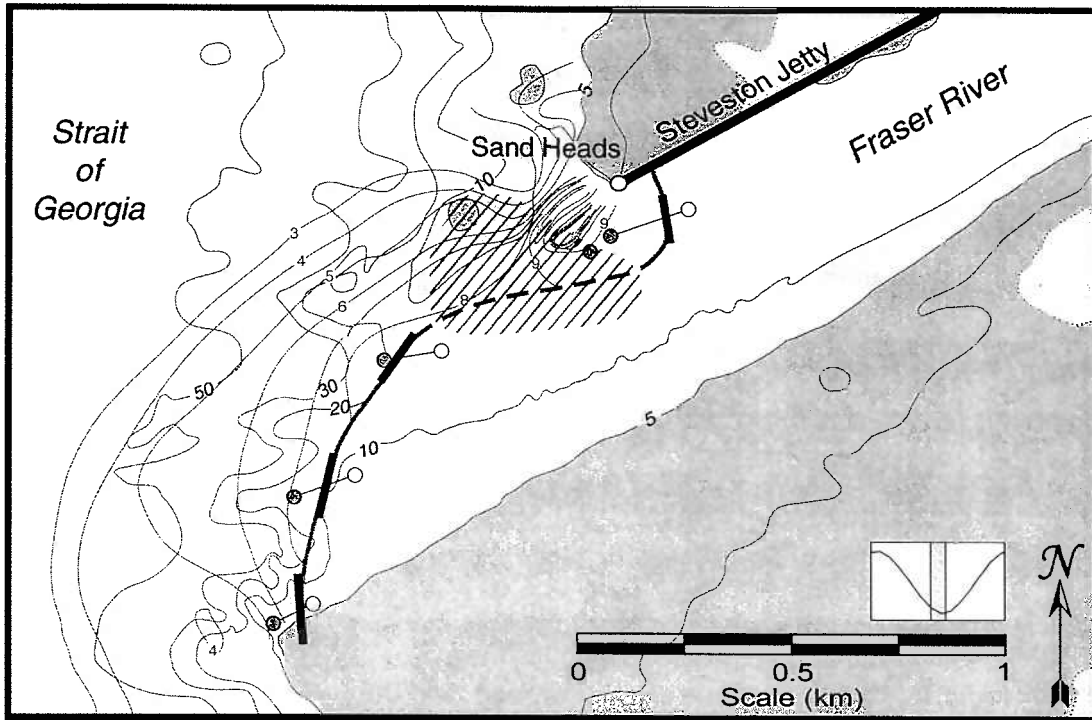 Strait
of
Georgia
Sand Heads
Steveston Jetty
Fraser River
5
10
9
3
4
5
9
6
8
50
30
20
10
5
4
N
0 0.5 1
Scale (km)